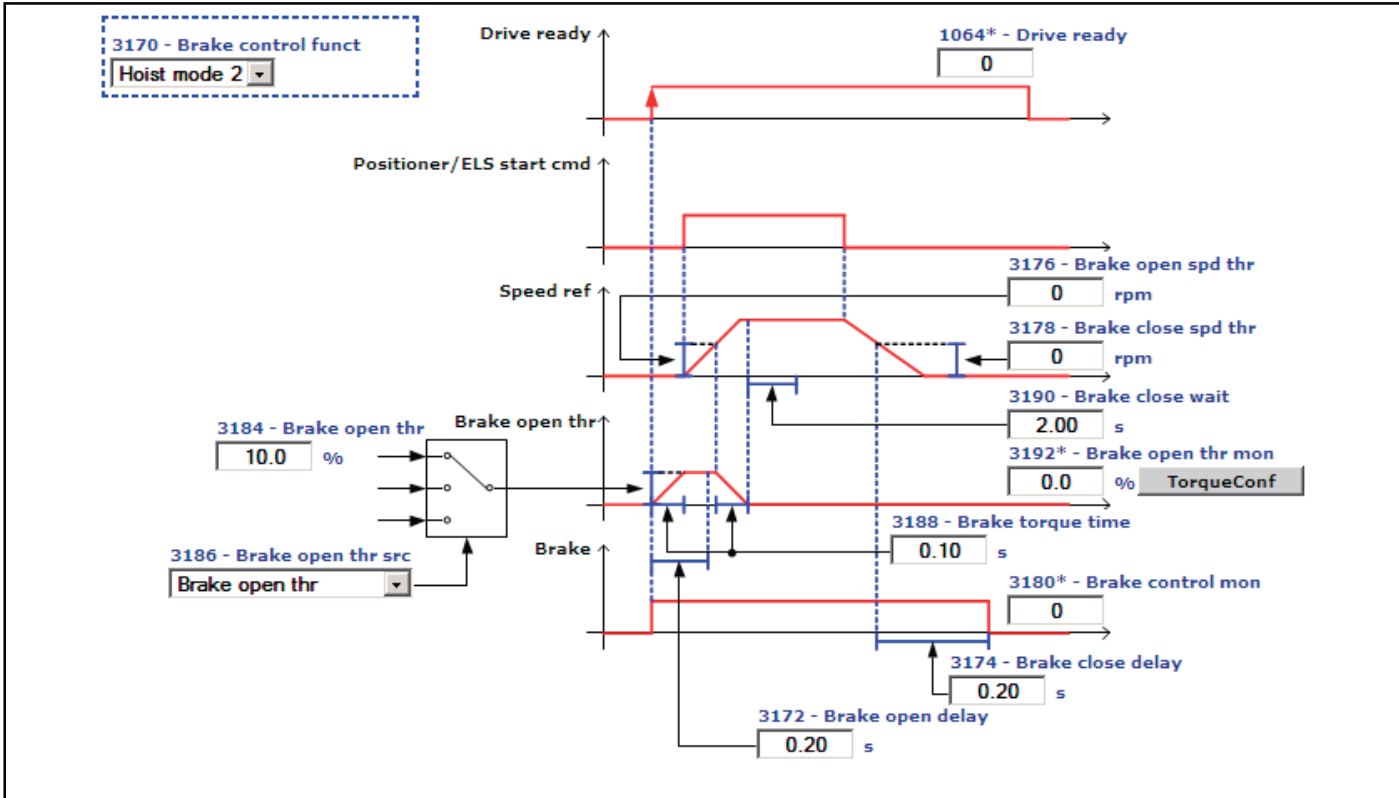 Drive ready
1064* - Drive ready
0
3170 - Brake control funct
Hoist mode 2
Positioner/ELS start cmd
3176 - Brake open spd thr
0 rpm
Speed ref
3178 - Brake close spd thr
0 rpm
3190 - Brake close wait
2.00 s
Brake open thr
3184 - Brake open thr
10.0 %
3192* - Brake open thr mon
0.0 % TorqueConf
3188 - Brake torque time
0.10 s
3186 - Brake open thr src
Brake open thr
Brake
3180* - Brake control mon
0
3174 - Brake close delay
0.20 s
3172 - Brake open delay
0.20 s